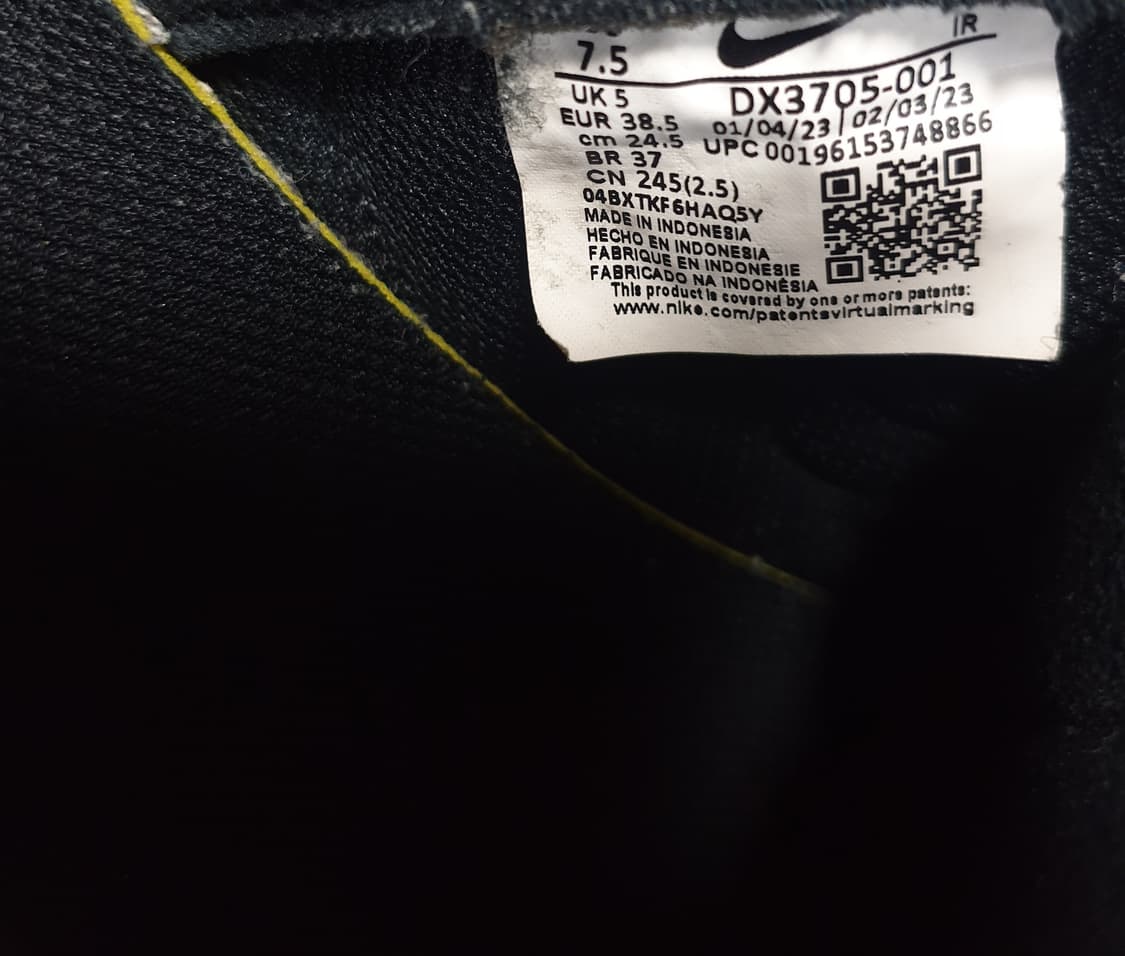 IR
7.5
UK 5
EUR 38.5
cm 24.5
BR 37
CN 245(2.5)
04BXTKF6HAQ5Y
MADE IN INDONESIA
HECHO EN INDONESIA
FABRIQUE EN INDONESIE
FABRICADO NA INDONÉSIA
DX3705-001
01/04/23 | 02/03/23
UPC 00196153748866
This product is covered by one or more patents:
www.nike.com/patentsvirtualmarking